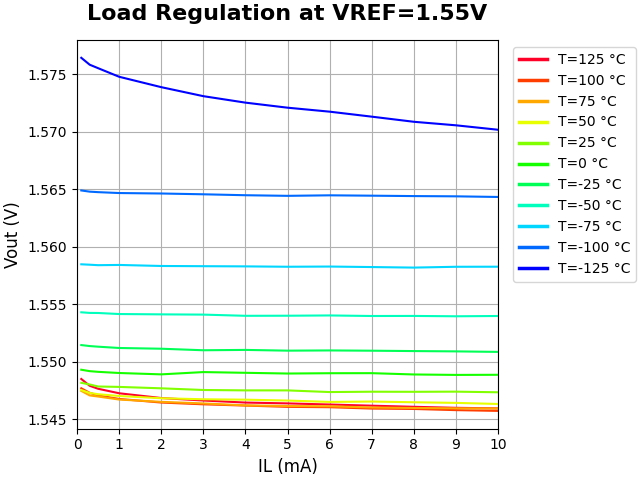 Load Regulation at VREF=1.55V
Vout (V)
1.575
1.570
1.565
1.560
1.555
1.550
1.545
0 1 2 3 4 5 6 7 8 9 10
IL (mA)
T=125 °C
T=100 °C
T=75 °C
T=50 °C
T=25 °C
T=0 °C
T=-25 °C
T=-50 °C
T=-75 °C
T=-100 °C
T=-125 °C